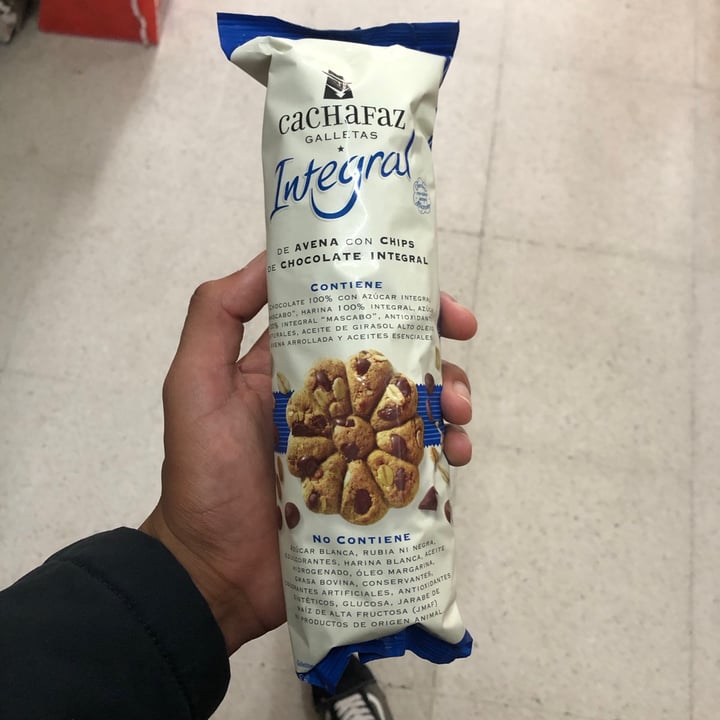 CACHAFAZ
GALLETAS
Integral
DE AVENA CON CHIPS
DE CHOCOLATE INTEGRAL
CONTIENE
CHOCOLATE 100% CON AZÚCAR INTEGRAL
"MASCABO", HARINA 100% INTEGRAL, AZÚCAR
100% INTEGRAL "MASCABO", ANTIOXIDANTES
NATURALES, ACEITE DE GIRASOL ALTO OLEICO,
AVENA ARROLLADA Y ACEITES ESENCIALES.
NO CONTIENE
AZÚCAR BLANCA, RUBIA NI NEGRA,
EDULCORANTES, HARINA BLANCA, ACEITE
HIDROGENADO, ÓLEO MARGARINA,
GRASA BOVINA, CONSERVANTES,
COLORANTES ARTIFICIALES, ANTIOXIDANTES
SINTÉTICOS, GLUCOSA, JARABE DE
MAÍZ DE ALTA FRUCTOSA (JMAF)
NI PRODUCTOS DE ORIGEN ANIMAL